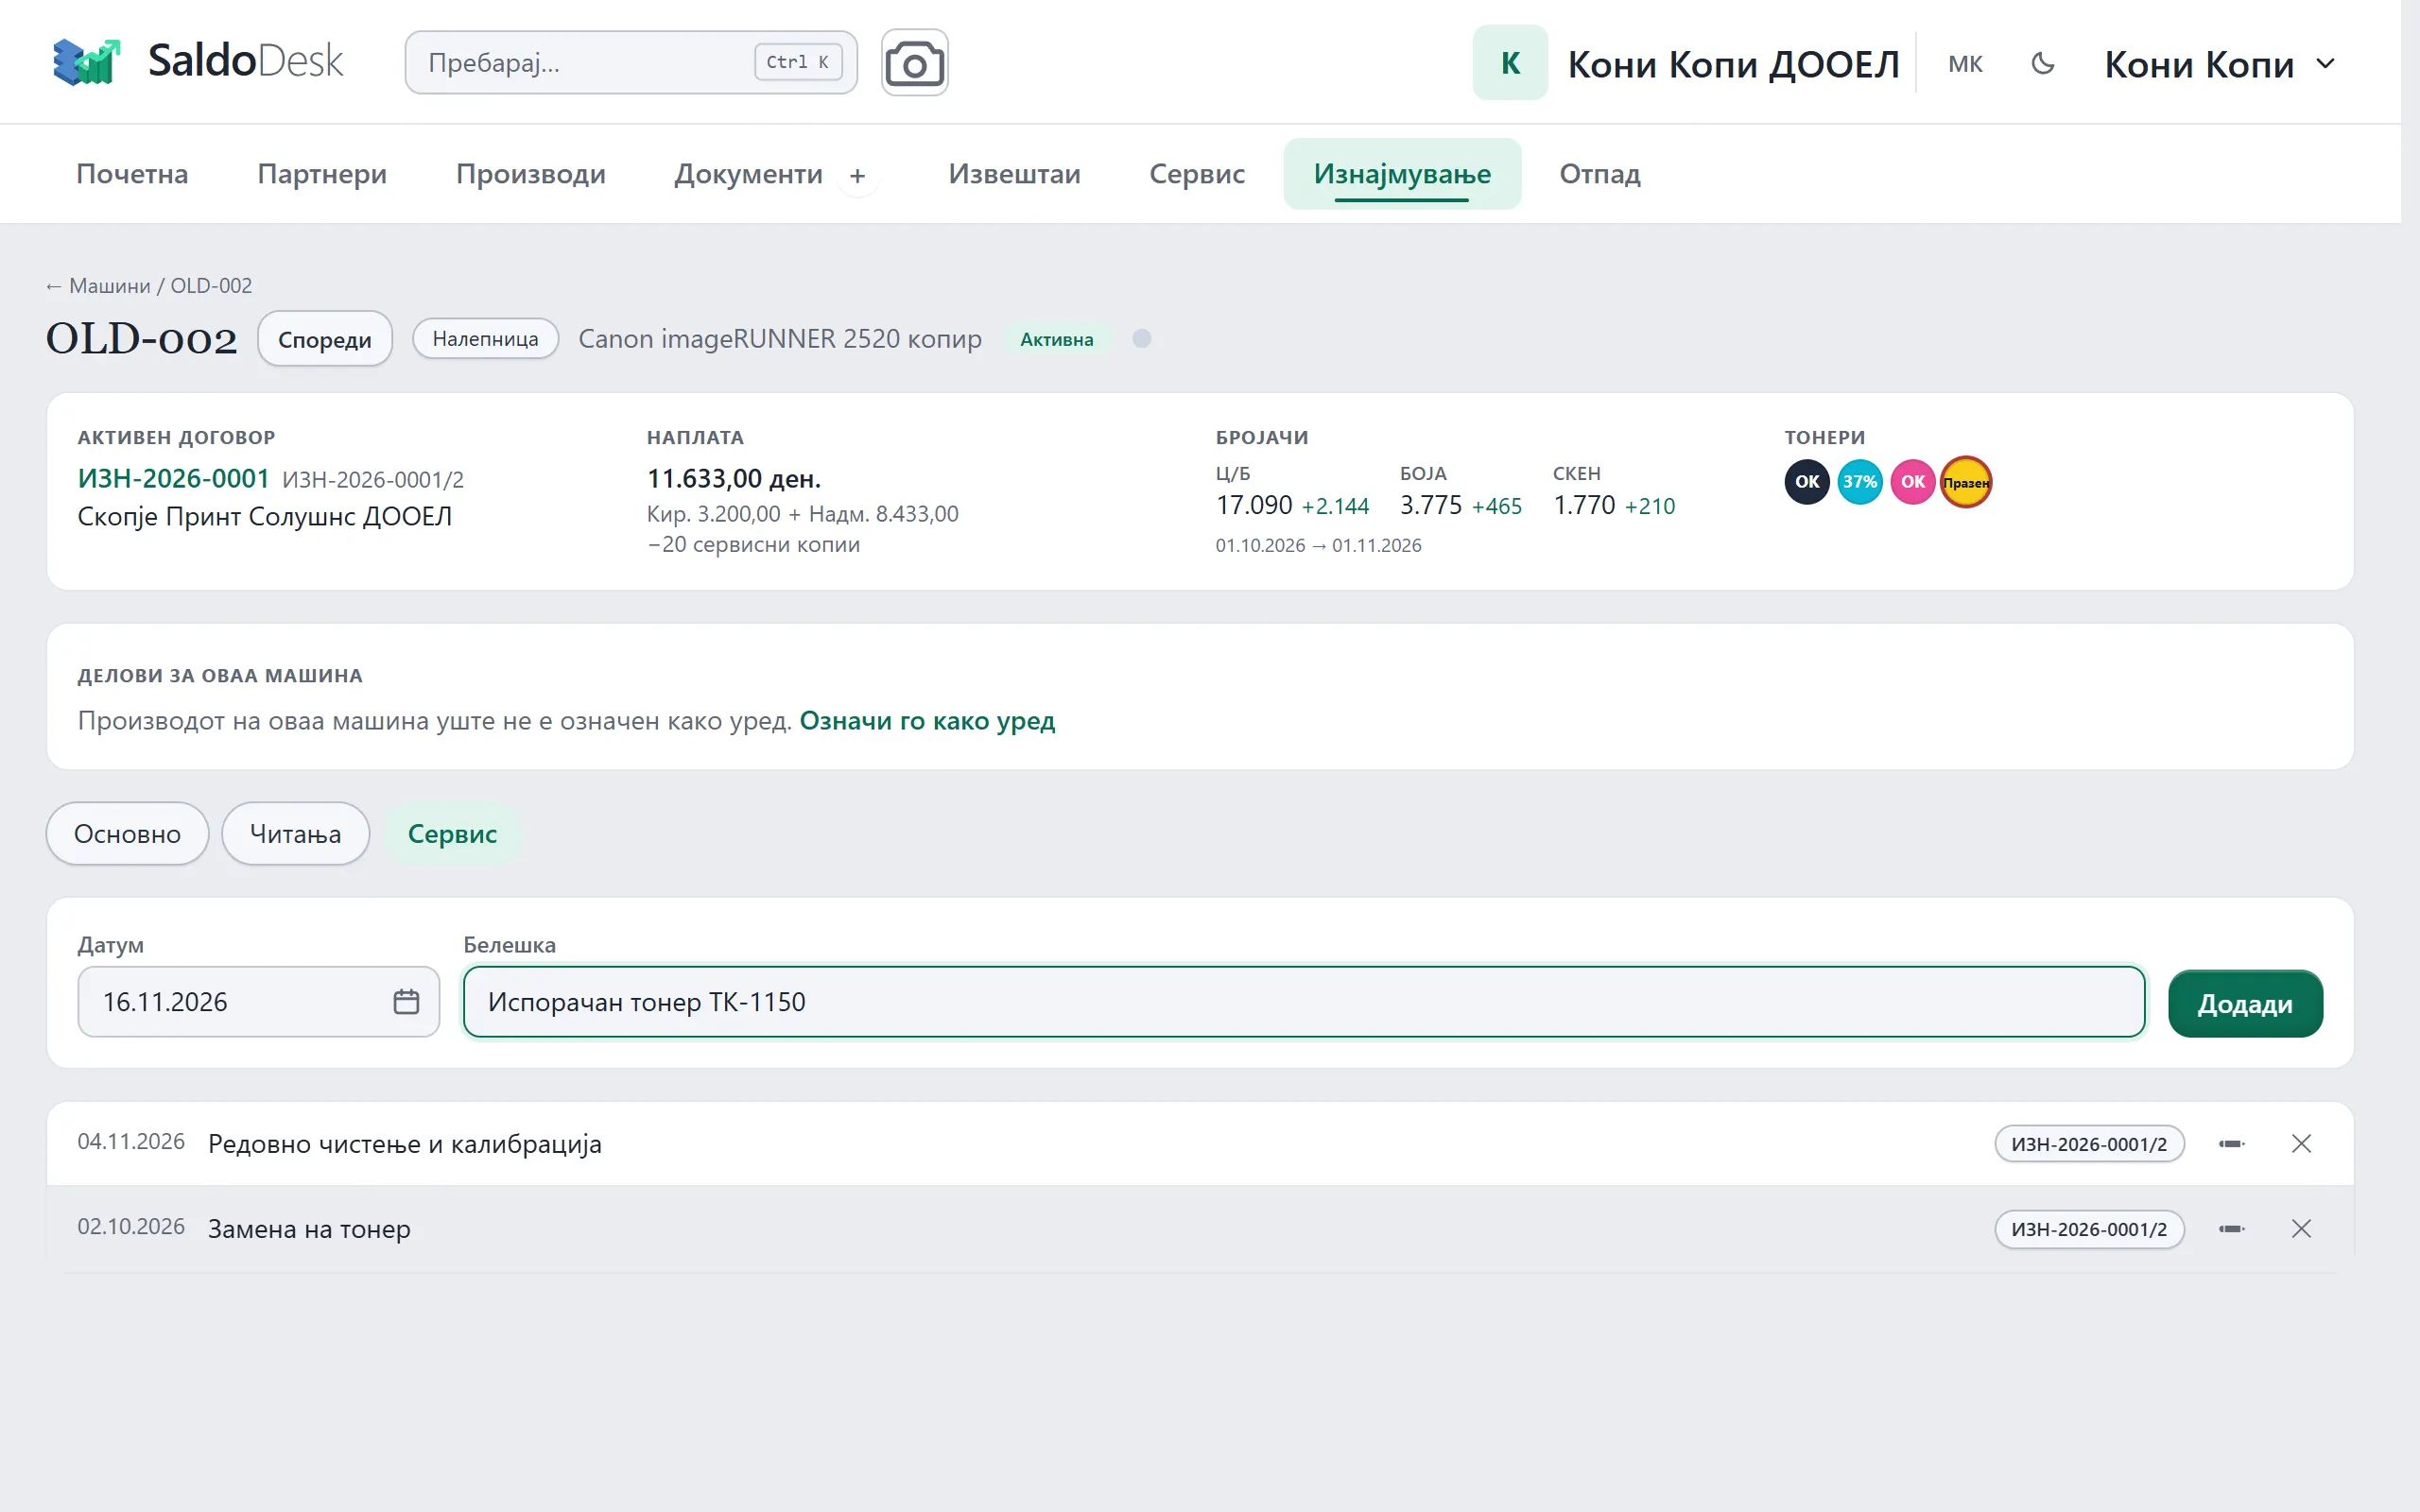 SaldoDesk
Пребарај...
Ctrl K
К
Кони Копи ДООЕЛ
МК
Кони Копи
Почетна
Партнери
Производи
Документи +
Извештаи
Сервис
Изнајмување
Отпад
← Машини / OLD-002
OLD-002
Спореди
Налепница
Canon imageRUNNER 2520 копир
Активна
АКТИВЕН ДОГОВОР
ИЗН-2026-0001 ИЗН-2026-0001/2
Скопје Принт Солушнс ДООЕЛ
НАПЛАТА
11.633,00 ден.
Кир. 3.200,00 + Надм. 8.433,00
−20 сервисни копии
БРОЈАЧИ
Ц/Б
17.090 +2.144
БОЈА
3.775 +465
СКЕН
1.770 +210
01.10.2026 → 01.11.2026
ТОНЕРИ
OK
37%
OK
Празен
ДЕЛОВИ ЗА ОВАА МАШИНА
Производот на оваа машина уште не е означен како уред. Означи го како уред
Основно
Читања
Сервис
Датум
16.11.2026
Белешка
Испорачан тонер TK-1150
Додади
04.11.2026 Редовно чистење и калибрација ИЗН-2026-0001/2
02.10.2026 Замена на тонер ИЗН-2026-0001/2